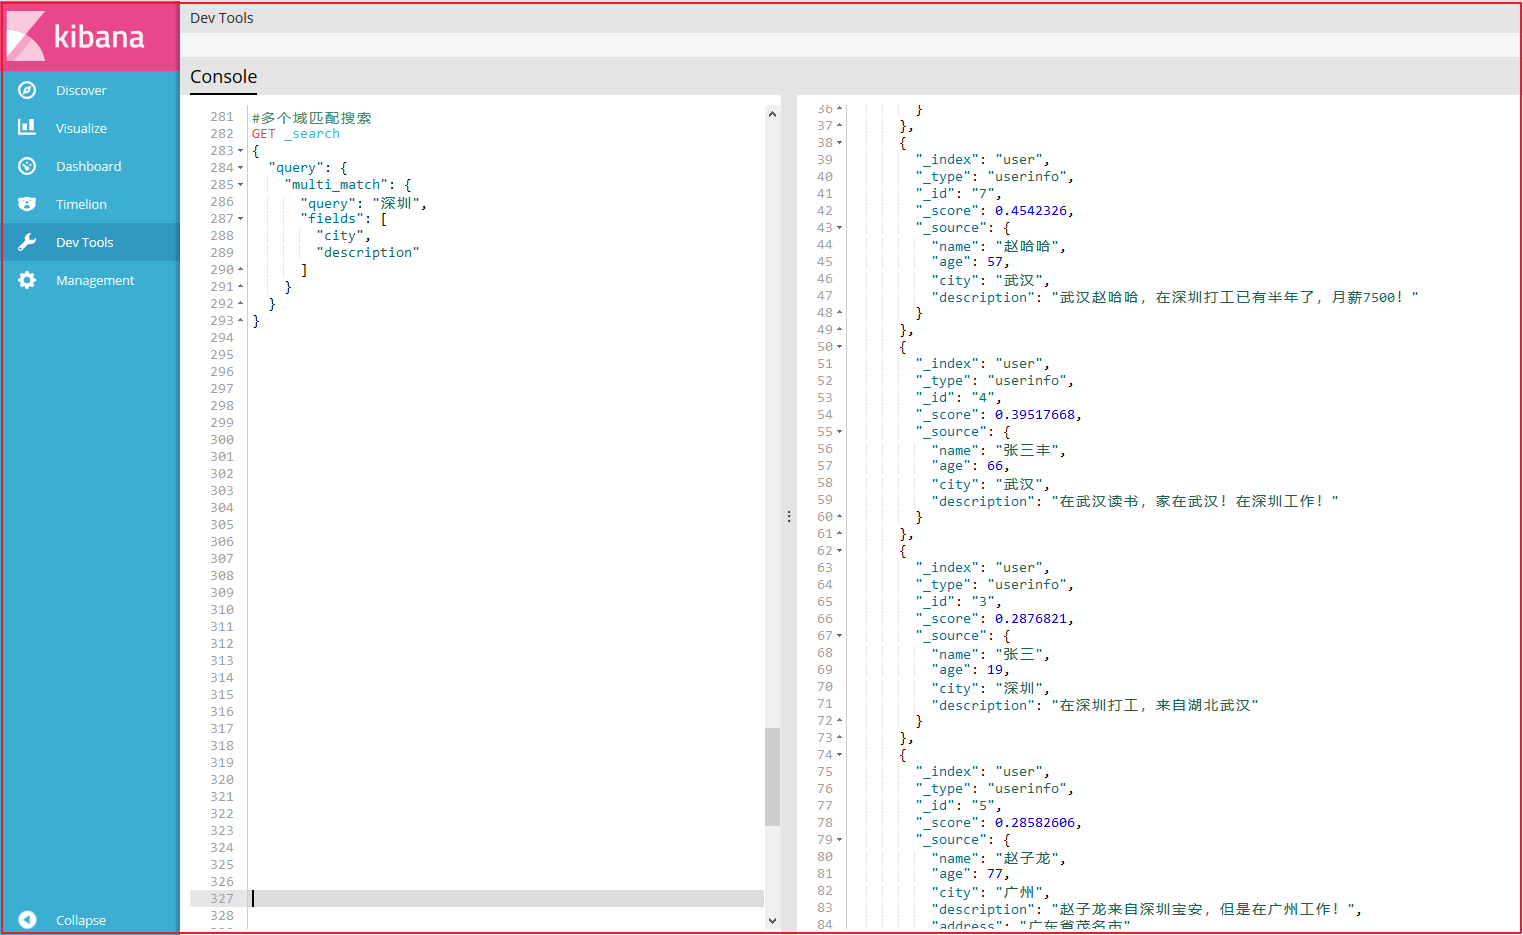 kibana
Discover
Visualize
Dashboard
Timelion
Dev Tools
Management
Collapse
Dev Tools
Console
281 #多个域匹配搜索
282 GET _search
283 {
284 "query": {
285 "multi_match": {
286 "query": "深圳",
287 "fields": [
288 "city",
289 "description"
290 ]
291 }
292 }
293 }
294
295
296
297
298
299
300
301
302
303
304
305
306
307
308
309
310
311
312
313
314
315
316
317
318
319
320
321
322
323
324
325
326
327
328
36 }
37 },
38 {
39 "_index": "user",
40 "_type": "userinfo",
41 "_id": "7",
42 "_score": 0.4542326,
43 "_source": {
44 "name": "赵哈哈",
45 "age": 57,
46 "city": "武汉",
47 "description": "武汉赵哈哈，在深圳打工已有半年了，月薪7500！"
48 }
49 },
50 {
51 "_index": "user",
52 "_type": "userinfo",
53 "_id": "4",
54 "_score": 0.39517668,
55 "_source": {
56 "name": "张三丰",
57 "age": 66,
58 "city": "武汉",
59 "description": "在武汉读书，家在武汉！在深圳工作！"
60 }
61 },
62 {
63 "_index": "user",
64 "_type": "userinfo",
65 "_id": "3",
66 "_score": 0.2876821,
67 "_source": {
68 "name": "张三",
69 "age": 19,
70 "city": "深圳",
71 "description": "在深圳打工，来自湖北武汉"
72 }
73 },
74 {
75 "_index": "user",
76 "_type": "userinfo",
77 "_id": "5",
78 "_score": 0.28582606,
79 "_source": {
80 "name": "赵子龙",
81 "age": 77,
82 "city": "广州",
83 "description": "赵子龙来自深圳宝安，但是在广州工作！",
84 "address": "广东省茂名市"